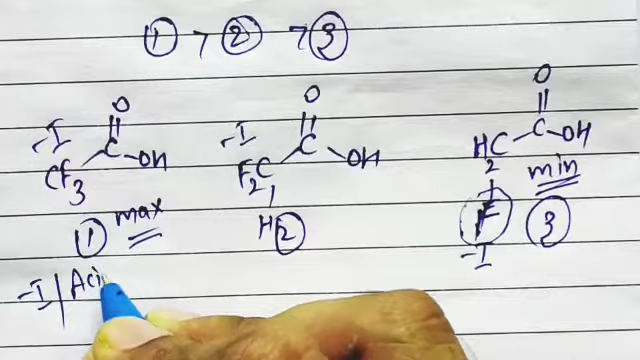 ① > ② > ③
O O O
-I C OH -I C OH H2C C OH
CF3 F2C F min
① max H ② ③
-I
-I | Aci